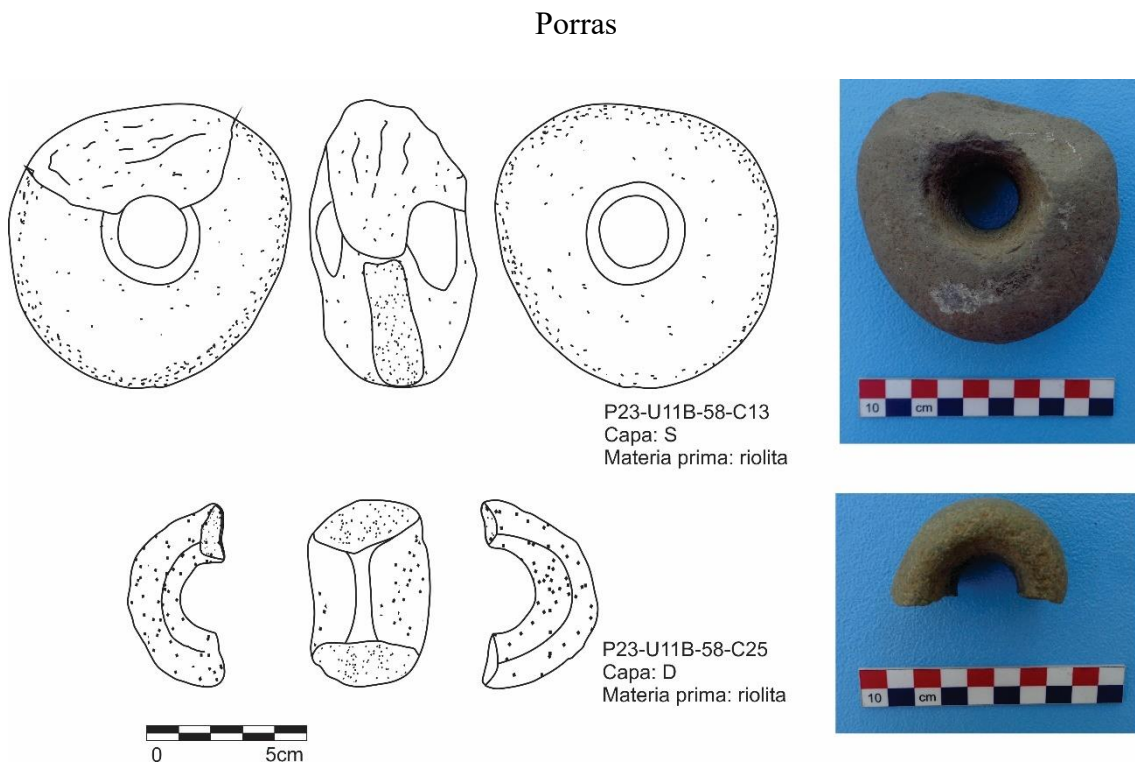 Porras
P23-U11B-58-C13
Capa: S
Materia prima: riolita
10 cm
P23-U11B-58-C25
Capa: D
Materia prima: riolita
10 cm
0 5cm